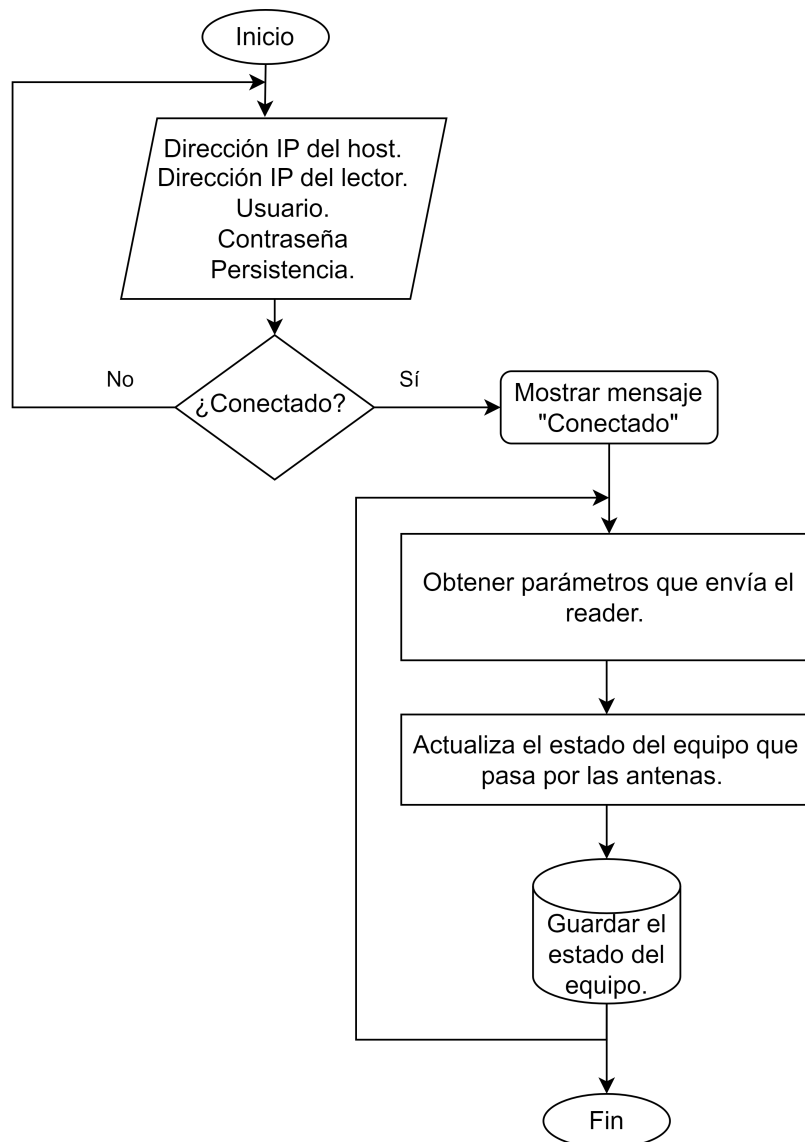 Inicio
Dirección IP del host.
Dirección IP del lector.
Usuario.
Contraseña
Persistencia.
No
¿Conectado?
Sí
Mostrar mensaje
"Conectado"
Obtener parámetros que envía el
reader.
Actualiza el estado del equipo que
pasa por las antenas.
Guardar el
estado del
equipo.
Fin